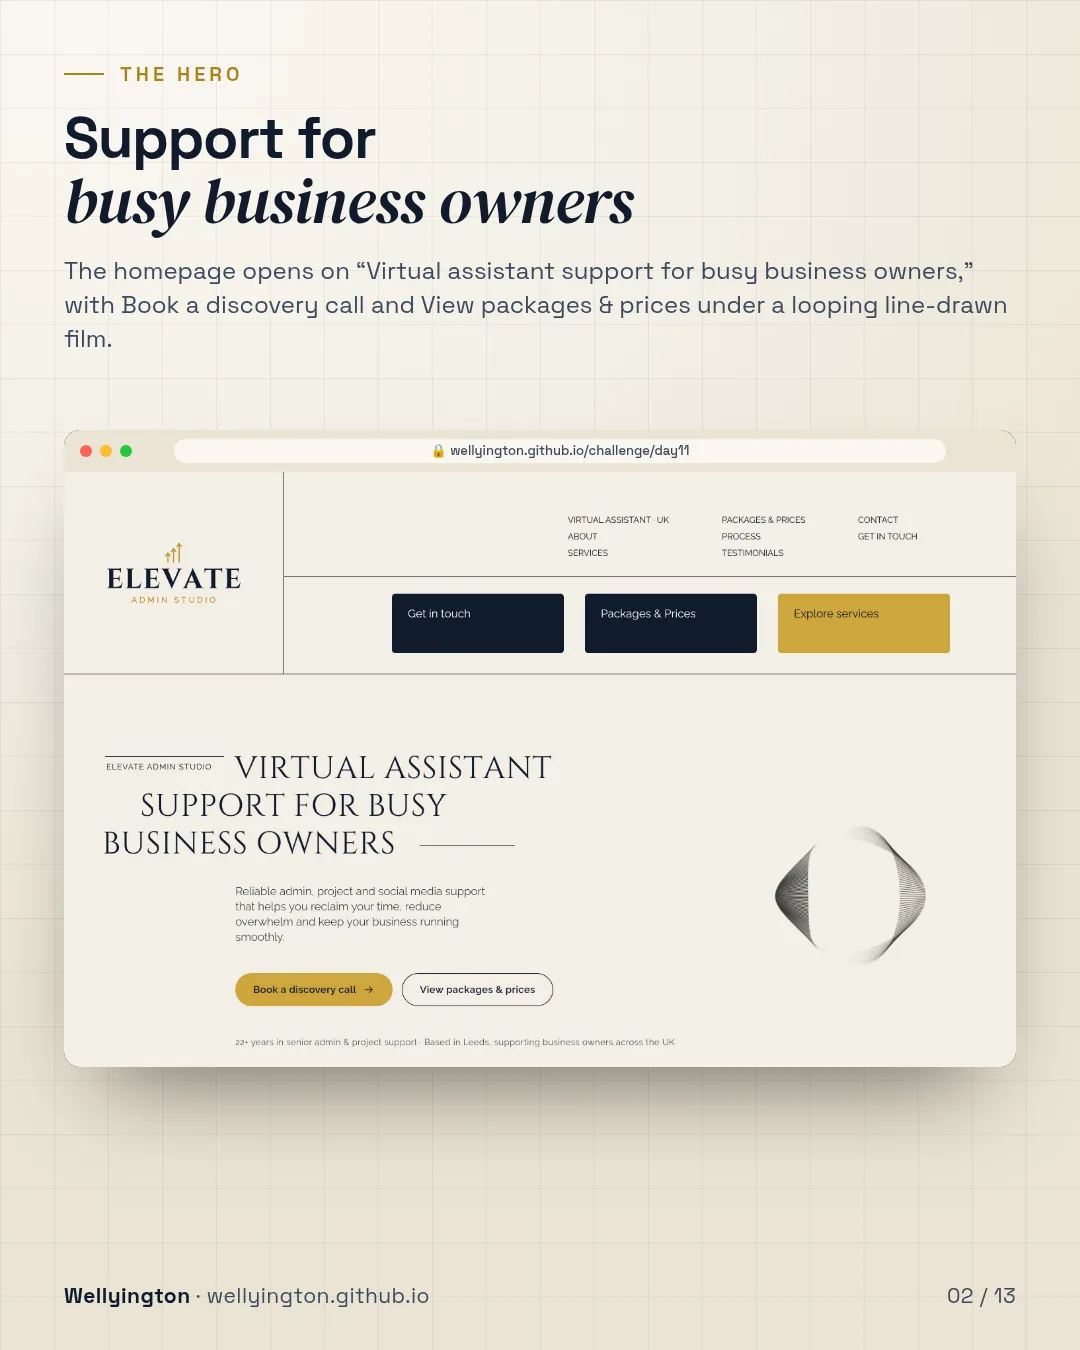 THE HERO
Support for
busy business owners
The homepage opens on “Virtual assistant support for busy business owners,”
with Book a discovery call and View packages & prices under a looping line-drawn
film.
wellyington.github.io/challenge/day11
VIRTUAL ASSISTANT · UK
ABOUT
SERVICES
PACKAGES & PRICES
PROCESS
TESTIMONIALS
CONTACT
GET IN TOUCH
ELEVATE
ADMIN STUDIO
Get in touch
Packages & Prices
Explore services
ELEVATE ADMIN STUDIO
VIRTUAL ASSISTANT
SUPPORT FOR BUSY
BUSINESS OWNERS
Reliable admin, project and social media support
that helps you reclaim your time, reduce
overwhelm and keep your business running
smoothly.
Book a discovery call →
View packages & prices
22+ years in senior admin & project support · Based in Leeds, supporting business owners across the UK
Wellyington · wellyington.github.io
02 / 13